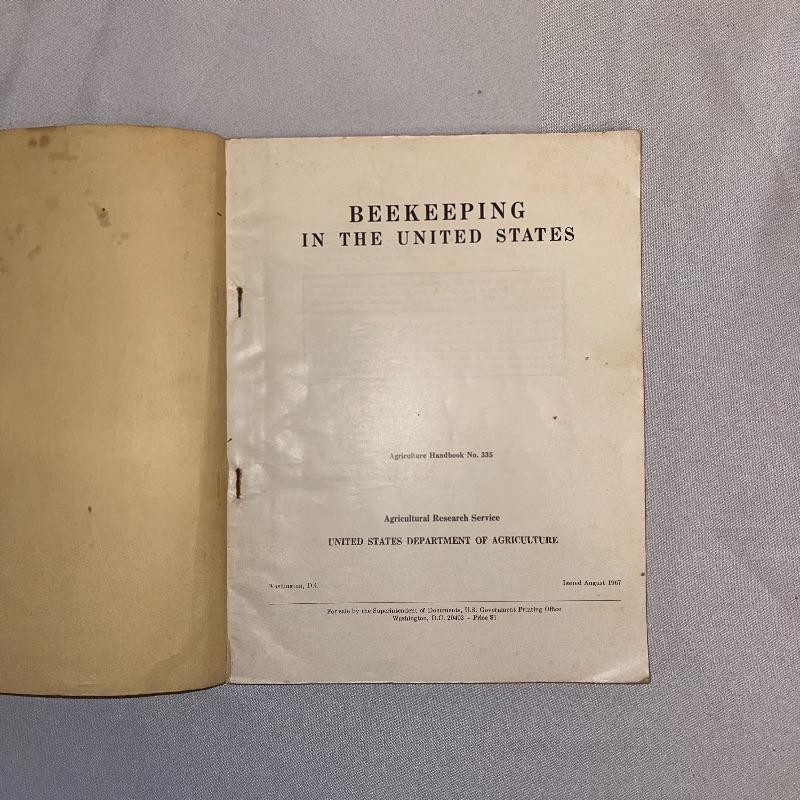 BEEKEEPING
IN THE UNITED STATES
Agriculture Handbook No. 335
Agricultural Research Service
UNITED STATES DEPARTMENT OF AGRICULTURE
Washington, D.C.
Issued August 1967
For sale by the Superintendent of Documents, U.S. Government Printing Office
Washington, D.C. 20402 - Price $1